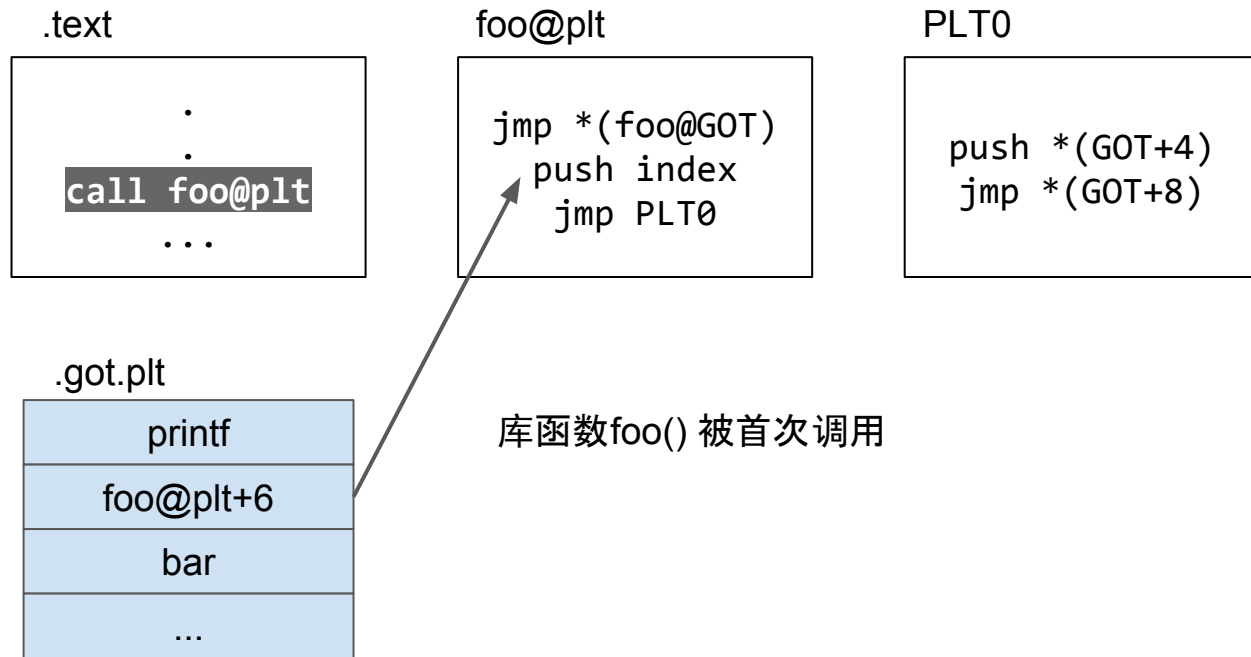 .text
.
.
call foo@plt
...
foo@plt
jmp *(foo@GOT)
push index
jmp PLT0
PLT0
push *(GOT+4)
jmp *(GOT+8)
.got.plt
printf
foo@plt+6
bar
...
库函数foo() 被首次调用